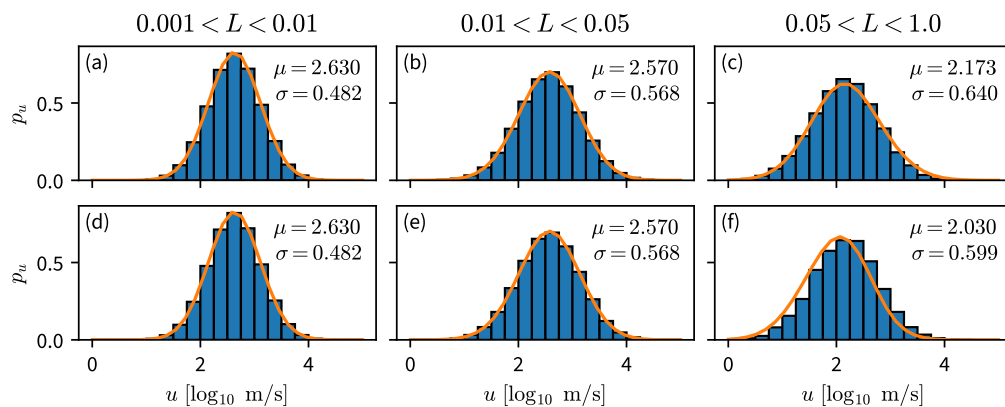 0.001 < L < 0.01
0.01 < L < 0.05
0.05 < L < 1.0
(a)
μ = 2.630
σ = 0.482
(b)
μ = 2.570
σ = 0.568
(c)
μ = 2.173
σ = 0.640
p_u
0.5
0.0
0 2 4
2 4
0 2 4
(d)
μ = 2.630
σ = 0.482
(e)
μ = 2.570
σ = 0.568
(f)
μ = 2.030
σ = 0.599
p_u
0.5
0.0
u [log₁₀ m/s]
u [log₁₀ m/s]
u [log₁₀ m/s]